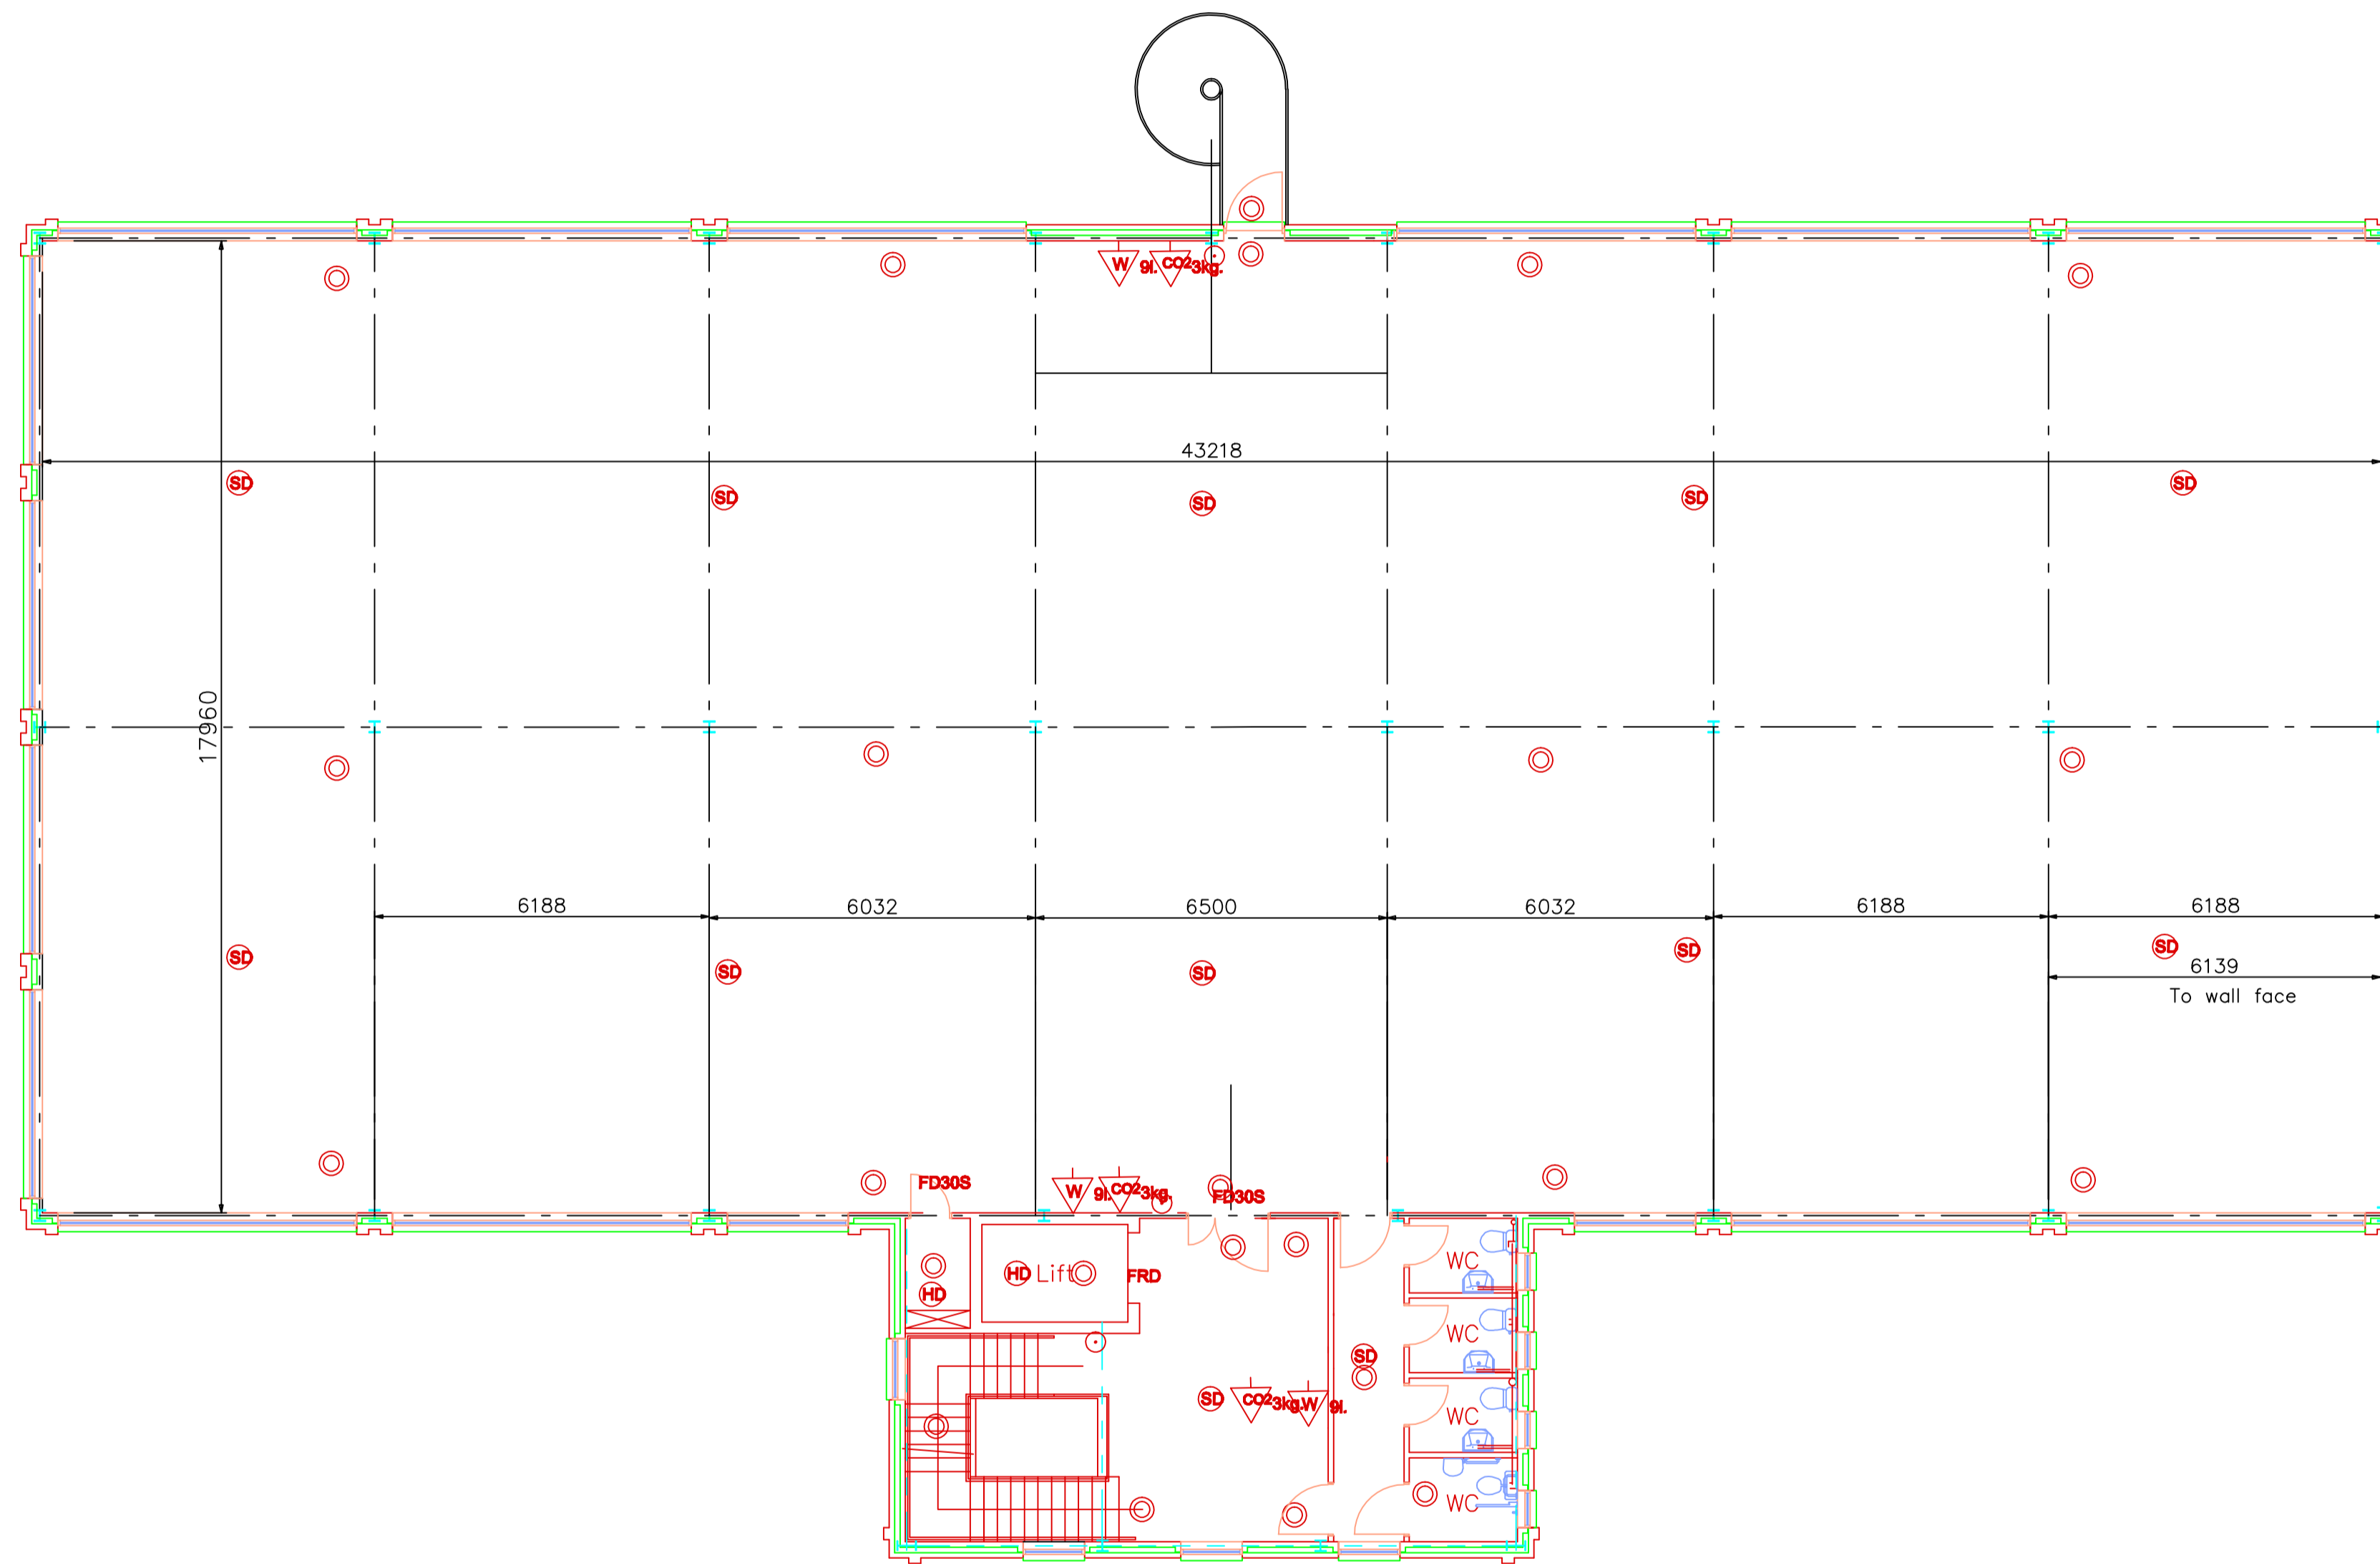 W 9l. CO2 3kg.
43218
SD SD SD SD SD
17960
6188 6032 6500 6032 6188 6188
SD SD SD SD SD
6139
To wall face
FD30S
W 9l. CO2 3kg.
FD30S
HD Lift FRD
WC
HD
WC
SD
SD CO2 3kg. W 9l.
WC
WC